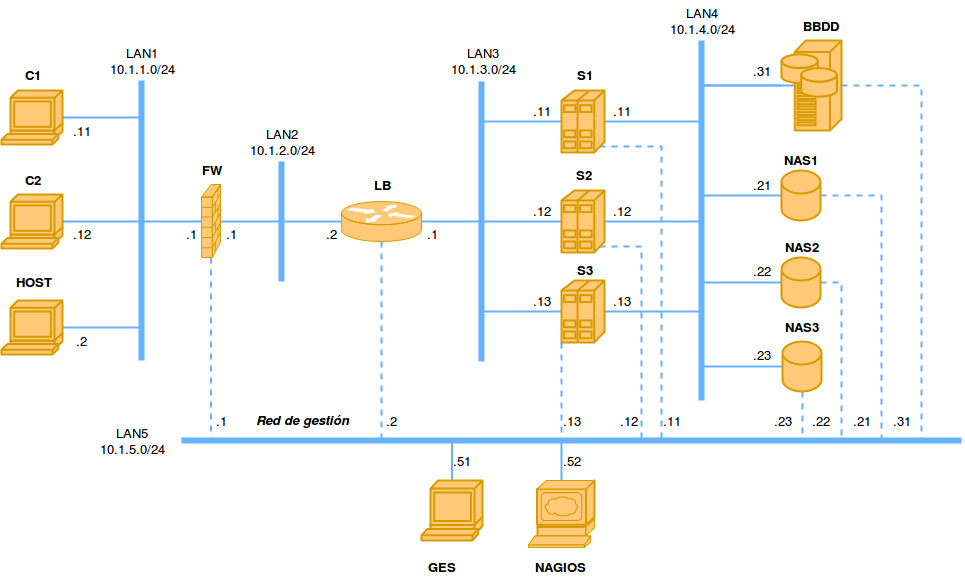 LAN4
10.1.4.0/24
BBDD
LAN1
10.1.1.0/24
LAN3
10.1.3.0/24
C1
S1
.31
.11
.11
.11
LAN2
10.1.2.0/24
NAS1
C2
FW
LB
S2
.21
.12
.1
.1
.2
.1
.12
.12
NAS2
HOST
S3
.22
.13
.13
NAS3
.2
.23
LAN5
10.1.5.0/24
.1
Red de gestión
.2
.13
.12
.11
.23
.22
.21
.31
.51
.52
GES
NAGIOS